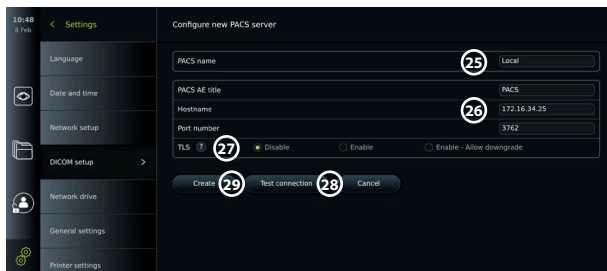 10:48
8 Feb
< Settings
Configure new PACS server
Language
Date and time
Network setup
DICOM setup >
Network drive
General settings
Printer settings
PACS name 25 Local
PACS AE title PACS
Hostname 26 172.16.34.25
Port number 3762
TLS ? 27 Disable Enable Enable - Allow downgrade
Create 29 Test connection 28 Cancel